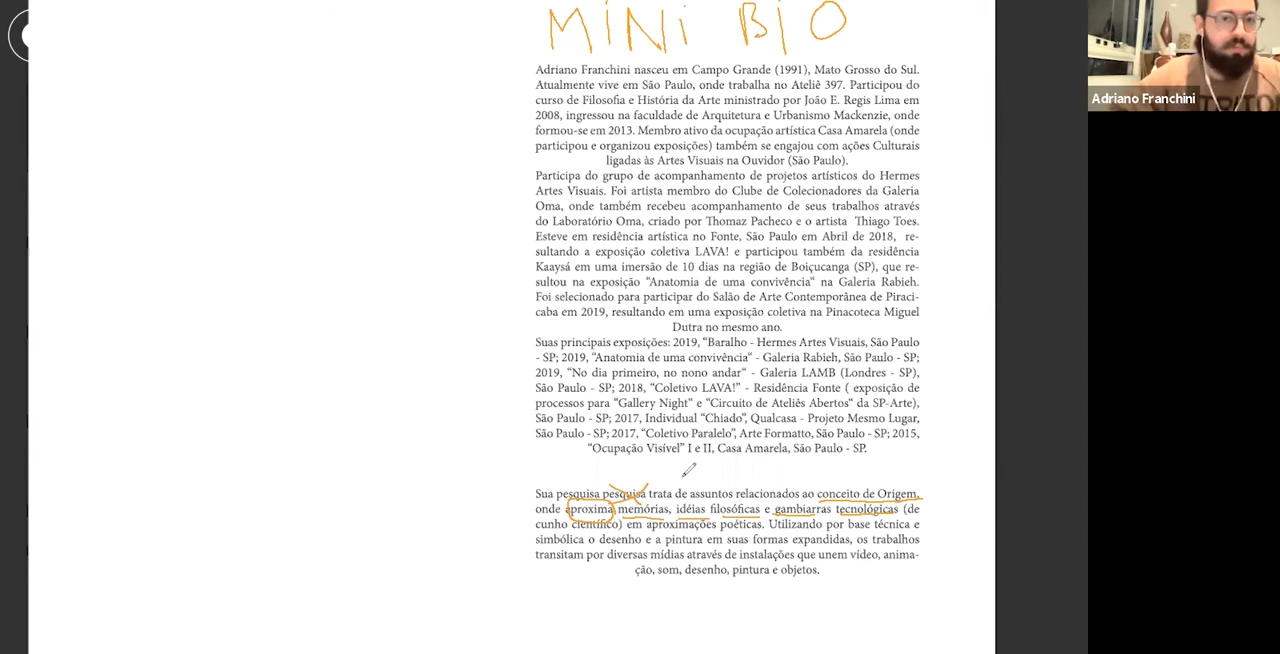 MINI BIO
Adriano Franchini nasceu em Campo Grande (1991), Mato Grosso do Sul.
Atualmente vive em São Paulo, onde trabalha no Ateliê 397. Participou do
curso de Filosofia e História da Arte ministrado por João E. Regis Lima em
2008, ingressou na faculdade de Arquitetura e Urbanismo Mackenzie, onde
formou-se em 2013. Membro ativo da ocupação artística Casa Amarela (onde
participou e organizou exposições) também se engajou com ações Culturais
ligadas às Artes Visuais na Ouvidor (São Paulo).
Participa do grupo de acompanhamento de projetos artísticos do Hermes
Artes Visuais. Foi artista membro do Clube de Colecionadores da Galeria
Oma, onde também recebeu acompanhamento de seus trabalhos através
do Laboratório Oma, criado por Thomaz Pacheco e o artista Thiago Toes.
Esteve em residência artística no Fonte, São Paulo em Abril de 2018, re-
sultando a exposição coletiva LAVA! e participou também da residência
Kaaysá em uma imersão de 10 dias na região de Boiçucanga (SP), que re-
sultou na exposição “Anatomia de uma convivência“ na Galeria Rabieh.
Foi selecionado para participar do Salão de Arte Contemporânea de Piraci-
caba em 2019, resultando em uma exposição coletiva na Pinacoteca Miguel
Dutra no mesmo ano.
Suas principais exposições: 2019, “Baralho - Hermes Artes Visuais, São Paulo
- SP; 2019, “Anatomia de uma convivência“ - Galeria Rabieh, São Paulo - SP;
2019, “No dia primeiro, no nono andar“ - Galeria LAMB (Londres - SP),
São Paulo - SP; 2018, “Coletivo LAVA!” - Residência Fonte ( exposição de
processos para “Gallery Night“ e “Circuito de Ateliês Abertos“ da SP-Arte),
São Paulo - SP; 2017, Individual “Chiado”, Qualcasa - Projeto Mesmo Lugar,
São Paulo - SP; 2017, “Coletivo Paralelo”, Arte Formatto, São Paulo - SP; 2015,
“Ocupação Visível” I e II, Casa Amarela, São Paulo - SP.
Sua pesquisa pesquisa trata de assuntos relacionados ao conceito de Origem,
onde aproxima memórias, idéias filosóficas e gambiarras tecnológicas (de
cunho científico) em aproximações poéticas. Utilizando por base técnica e
simbólica o desenho e a pintura em suas formas expandidas, os trabalhos
transitam por diversas mídias através de instalações que unem vídeo, anima-
ção, som, desenho, pintura e objetos.
Adriano Franchini